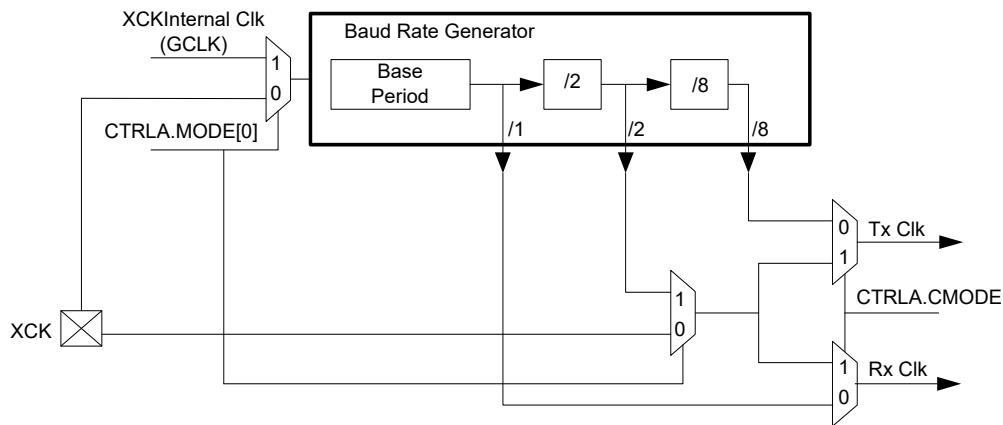 XCKInternal Clk
(GCLK)
Baud Rate Generator
1
0
Base
Period
/2
/8
CTRLA.MODE[0]
/1
/2
/8
0
1
Tx Clk
1
0
CTRLA.CMODE
XCK
1
0
Rx Clk